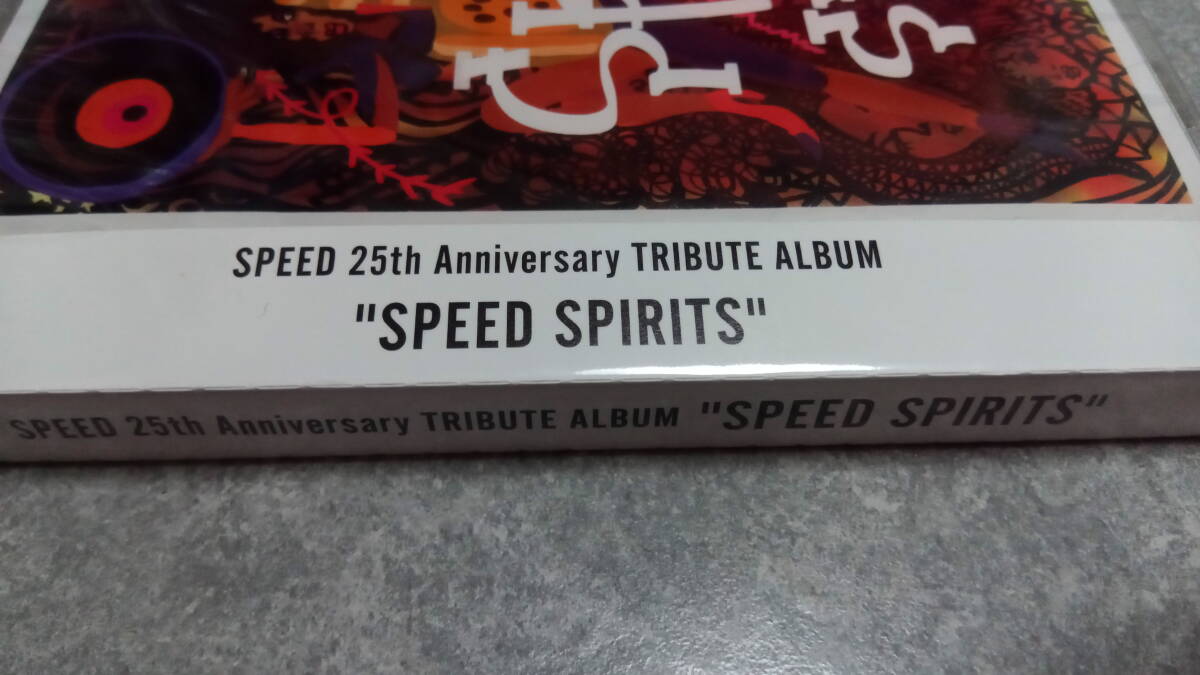 SPEED 25th Anniversary TRIBUTE ALBUM
"SPEED SPIRITS"
SPEED 25th Anniversary TRIBUTE ALBUM "SPEED SPIRITS"